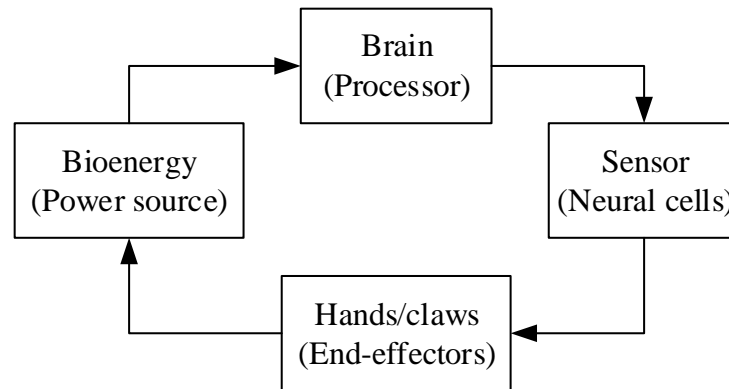 Brain
(Processor)
Bioenergy
(Power source)
Sensor
(Neural cells)
Hands/claws
(End-effectors)